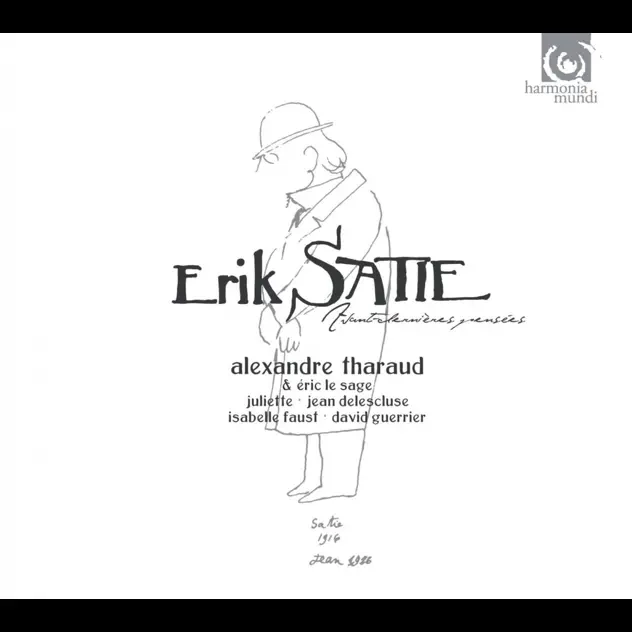 harmonia
mundi
Erik SATIE
Avant-dernières pensées
alexandre tharaud
& éric le sage
juliette · jean delescluse
isabelle faust · david guerrier
Satie
1916
Jean 1926